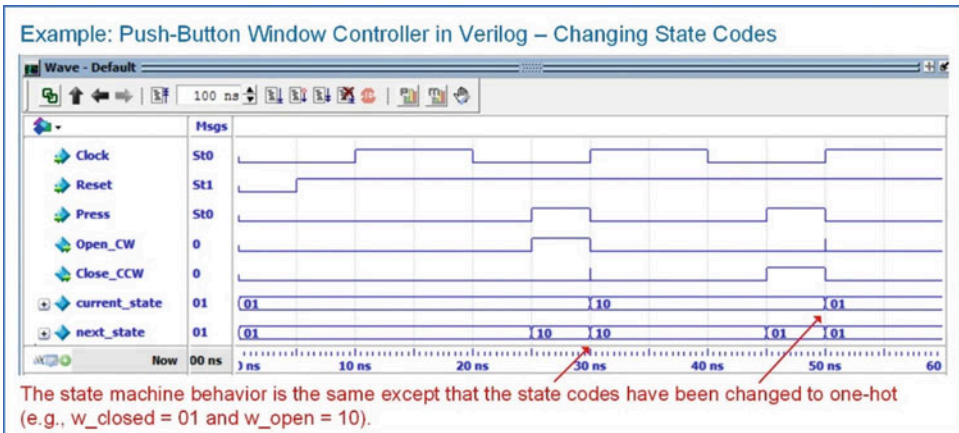 Example: Push-Button Window Controller in Verilog – Changing State Codes
Wave - Default
100 ns
Msgs
Clock St0
Reset St1
Press St0
Open_CW 0
Close_CCW 0
current_state 01 01 10 01
next_state 01 01 10 10 01 01
Now 00 ns ns 10 ns 20 ns 30 ns 40 ns 50 ns 60
The state machine behavior is the same except that the state codes have been changed to one-hot
(e.g., w_closed = 01 and w_open = 10).